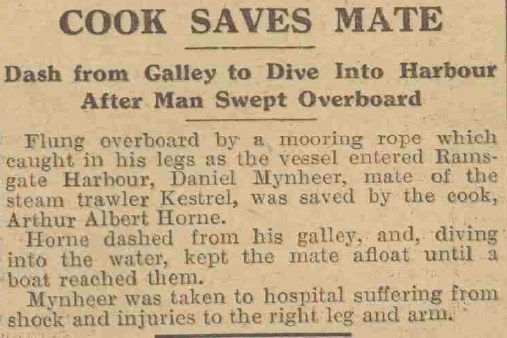 COOK SAVES MATE
Dash from Galley to Dive Into Harbour
After Man Swept Overboard
Flung overboard by a mooring rope which
caught in his legs as the vessel entered Rams-
gate Harbour, Daniel Mynheer, mate of the
steam trawler Kestrel, was saved by the cook,
Arthur Albert Horne.
Horne dashed from his galley, and, diving
into the water, kept the mate afloat until a
boat reached them.
Mynheer was taken to hospital suffering from
shock and injuries to the right leg and arm.